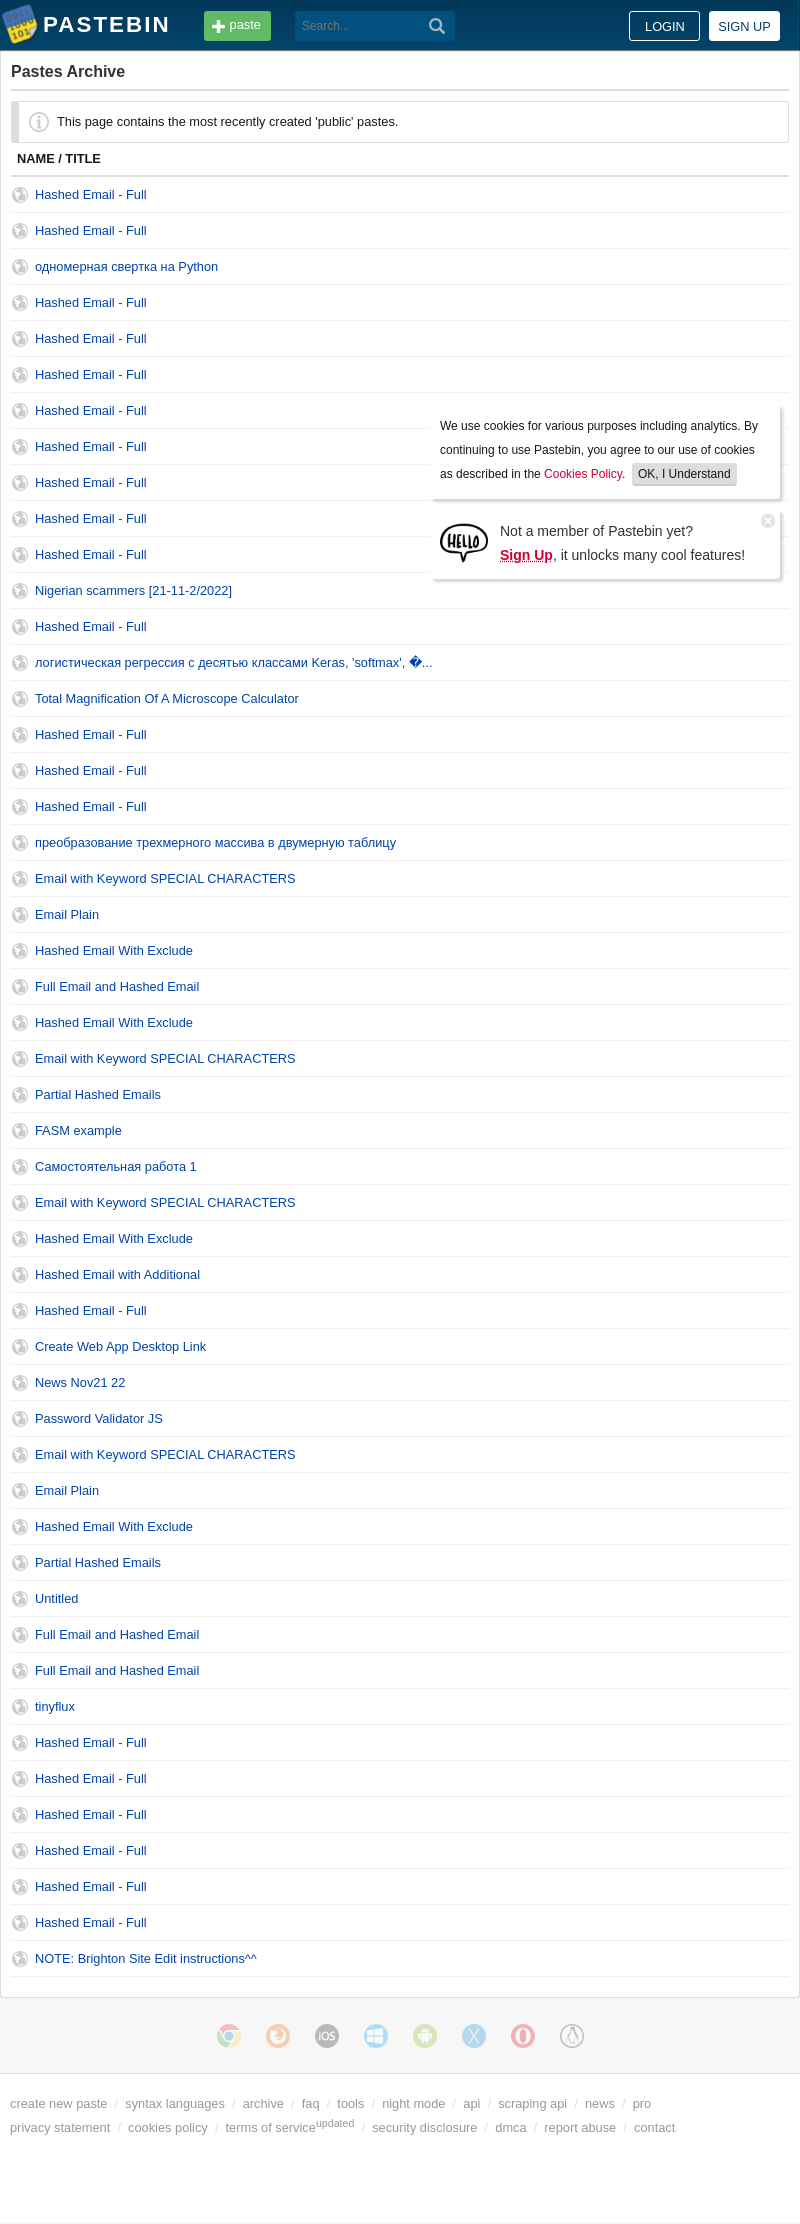 PASTEBIN
paste
Search...
LOGIN
SIGN UP
Pastes Archive
This page contains the most recently created 'public' pastes.
NAME / TITLE
Hashed Email - Full
Hashed Email - Full
одномерная свертка на Python
Hashed Email - Full
Hashed Email - Full
Hashed Email - Full
Hashed Email - Full
Hashed Email - Full
Hashed Email - Full
Hashed Email - Full
Hashed Email - Full
We use cookies for various purposes including analytics. By
continuing to use Pastebin, you agree to our use of cookies
as described in the Cookies Policy. OK, I Understand
HELLO
Not a member of Pastebin yet?
Sign Up, it unlocks many cool features!
Nigerian scammers [21-11-2/2022]
Hashed Email - Full
логистическая регрессия с десятью классами Keras, 'softmax', �...
Total Magnification Of A Microscope Calculator
Hashed Email - Full
Hashed Email - Full
Hashed Email - Full
преобразование трехмерного массива в двумерную таблицу
Email with Keyword SPECIAL CHARACTERS
Email Plain
Hashed Email With Exclude
Full Email and Hashed Email
Hashed Email With Exclude
Email with Keyword SPECIAL CHARACTERS
Partial Hashed Emails
FASM example
Самостоятельная работа 1
Email with Keyword SPECIAL CHARACTERS
Hashed Email With Exclude
Hashed Email with Additional
Hashed Email - Full
Create Web App Desktop Link
News Nov21 22
Password Validator JS
Email with Keyword SPECIAL CHARACTERS
Email Plain
Hashed Email With Exclude
Partial Hashed Emails
Untitled
Full Email and Hashed Email
Full Email and Hashed Email
tinyflux
Hashed Email - Full
Hashed Email - Full
Hashed Email - Full
Hashed Email - Full
Hashed Email - Full
Hashed Email - Full
NOTE: Brighton Site Edit instructions^^
iOS
create new paste / syntax languages / archive / faq / tools / night mode / api / scraping api / news / pro
privacy statement / cookies policy / terms of service updated / security disclosure / dmca / report abuse / contact